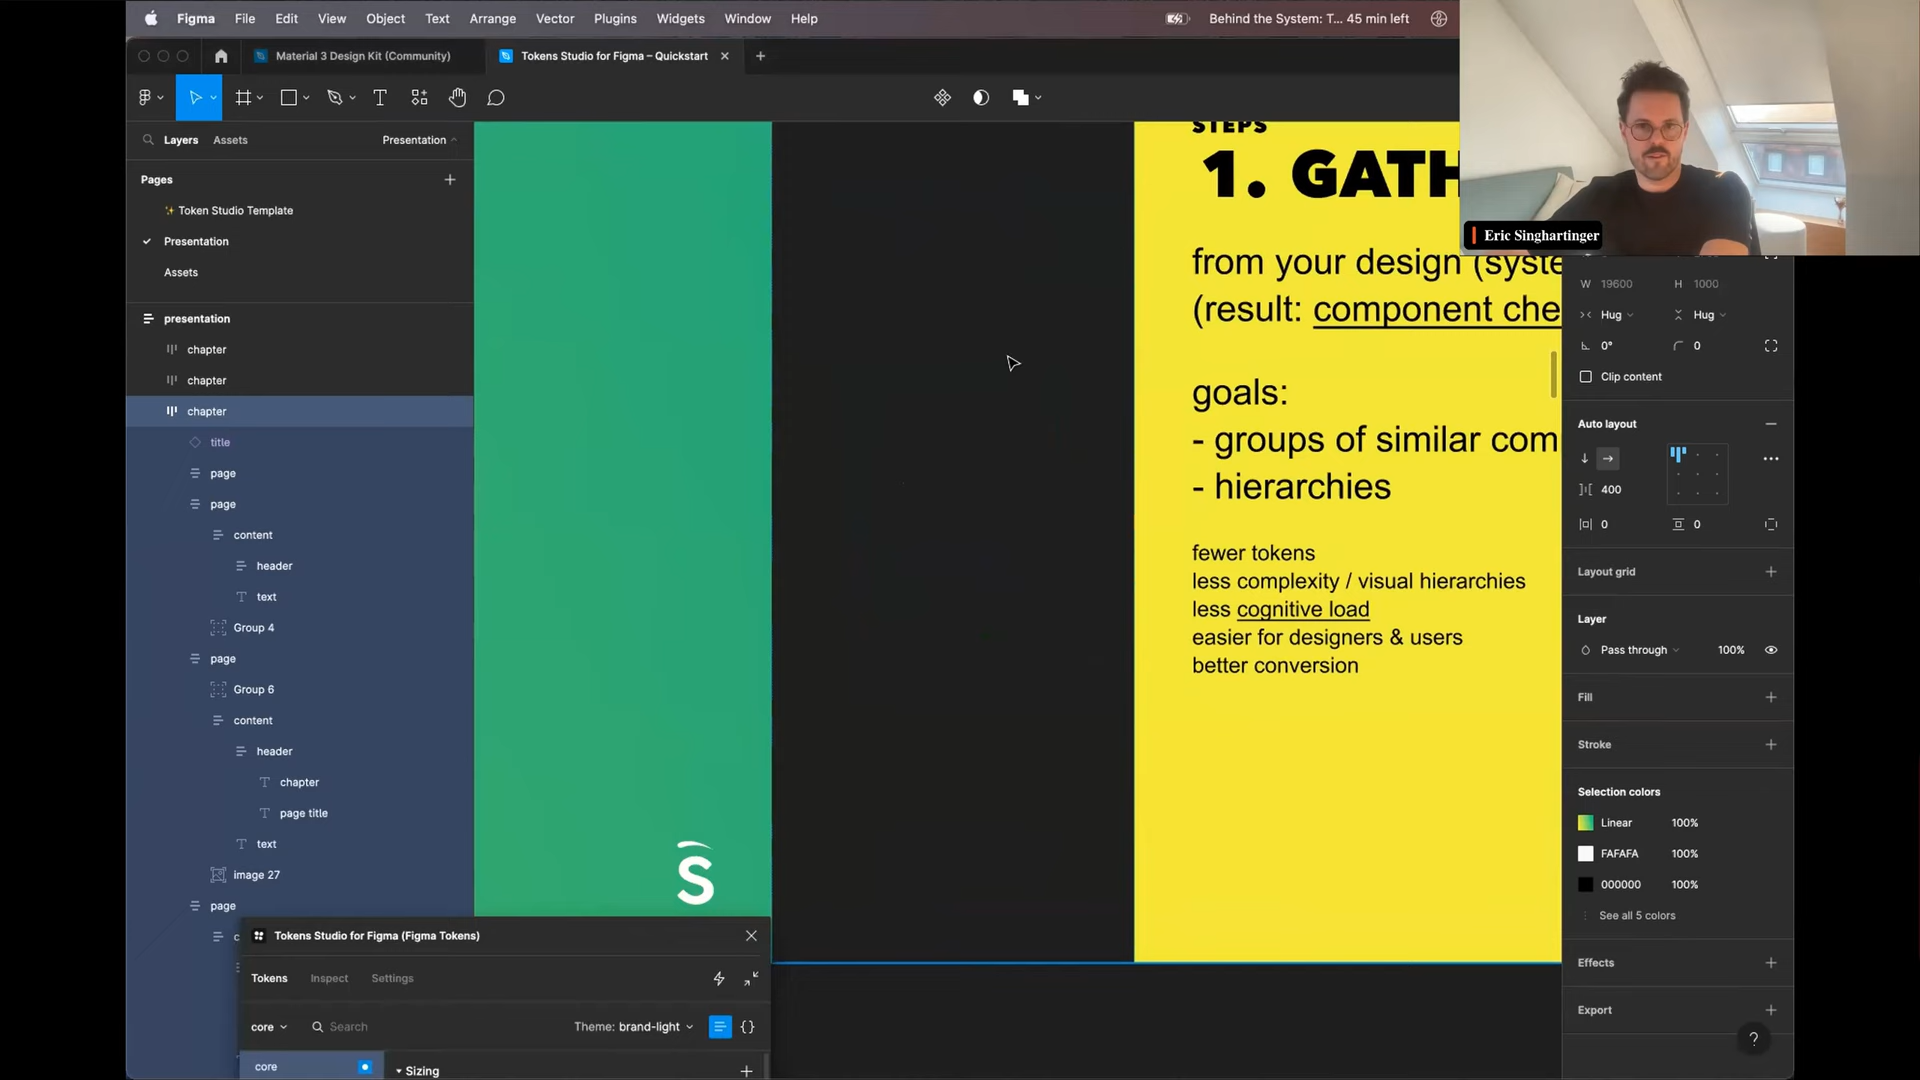 Figma File Edit View Object Text Arrange Vector Plugins Widgets Window Help
Behind the System: T... 45 min left
Material 3 Design Kit (Community)
Tokens Studio for Figma – Quickstart
Layers Assets Presentation
Pages
✨ Token Studio Template
Presentation
Assets
presentation
chapter
chapter
chapter
title
page
page
content
header
text
Group 4
page
Group 6
content
header
chapter
page title
text
image 27
page
c
STEPS
1. GATH
from your design (syste
(result: component che
goals:
- groups of similar com
- hierarchies
fewer tokens
less complexity / visual hierarchies
less cognitive load
easier for designers & users
better conversion
S
Tokens Studio for Figma (Figma Tokens)
Tokens Inspect Settings
core Search Theme: brand-light {}
core
Sizing
Eric Singhartinger
W 19600 H 1000
Hug Hug
0° 0
Clip content
Auto layout
400
0 0
Layout grid
Layer
Pass through 100%
Fill
Stroke
Selection colors
Linear 100%
FAFAFA 100%
000000 100%
See all 5 colors
Effects
Export
?